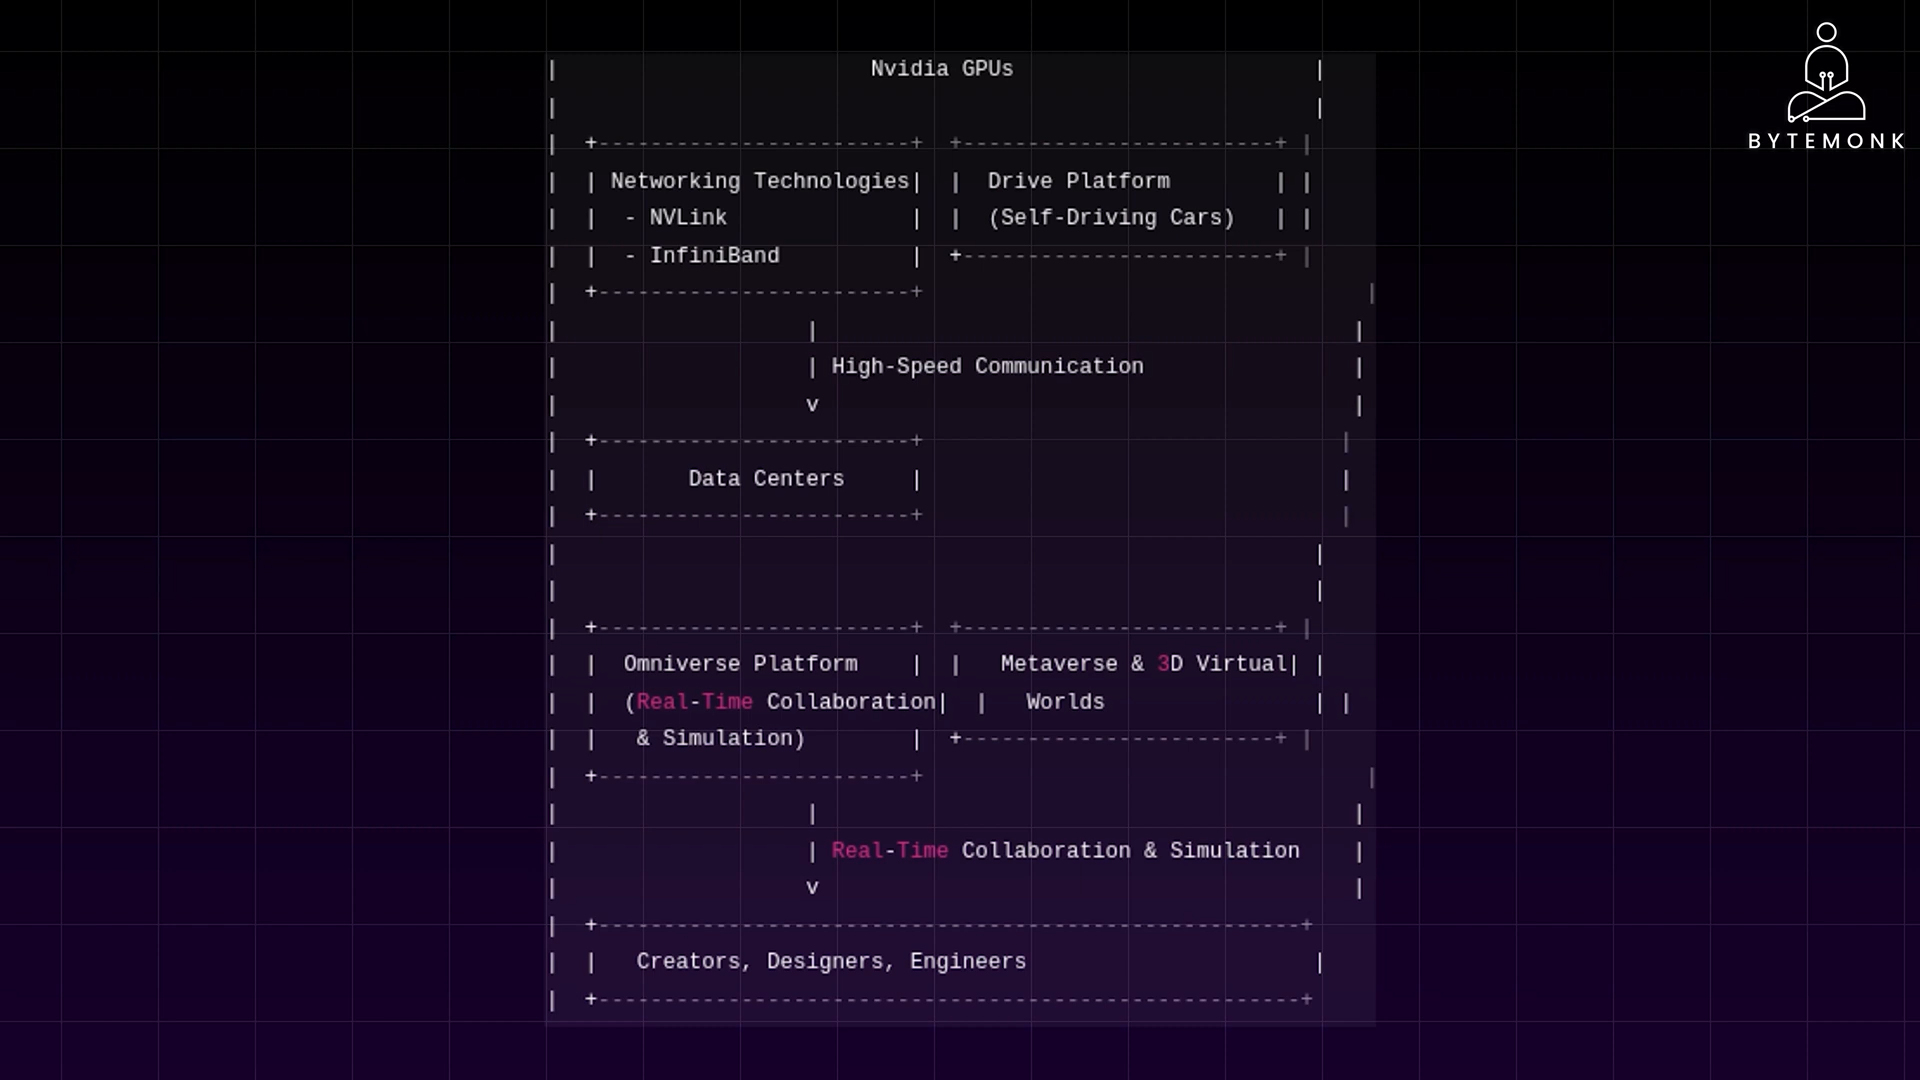 Nvidia GPUs
BYTEMONK
Networking Technologies
Drive Platform
- NVLink
(Self-Driving Cars)
- InfiniBand
High-Speed Communication
v
Data Centers
Omniverse Platform
Metaverse & 3D Virtual
(Real-Time Collaboration
Worlds
& Simulation)
Real-Time Collaboration & Simulation
v
Creators, Designers, Engineers